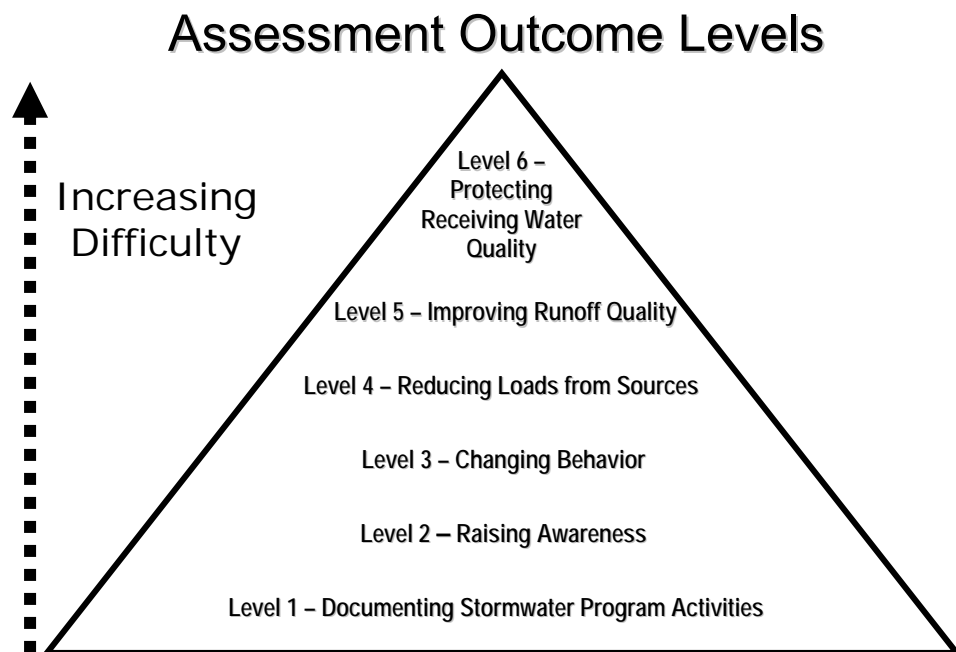 Assessment Outcome Levels
Increasing
Difficulty
Level 6 –
Protecting
Receiving Water
Quality
Level 5 – Improving Runoff Quality
Level 4 – Reducing Loads from Sources
Level 3 – Changing Behavior
Level 2 – Raising Awareness
Level 1 – Documenting Stormwater Program Activities